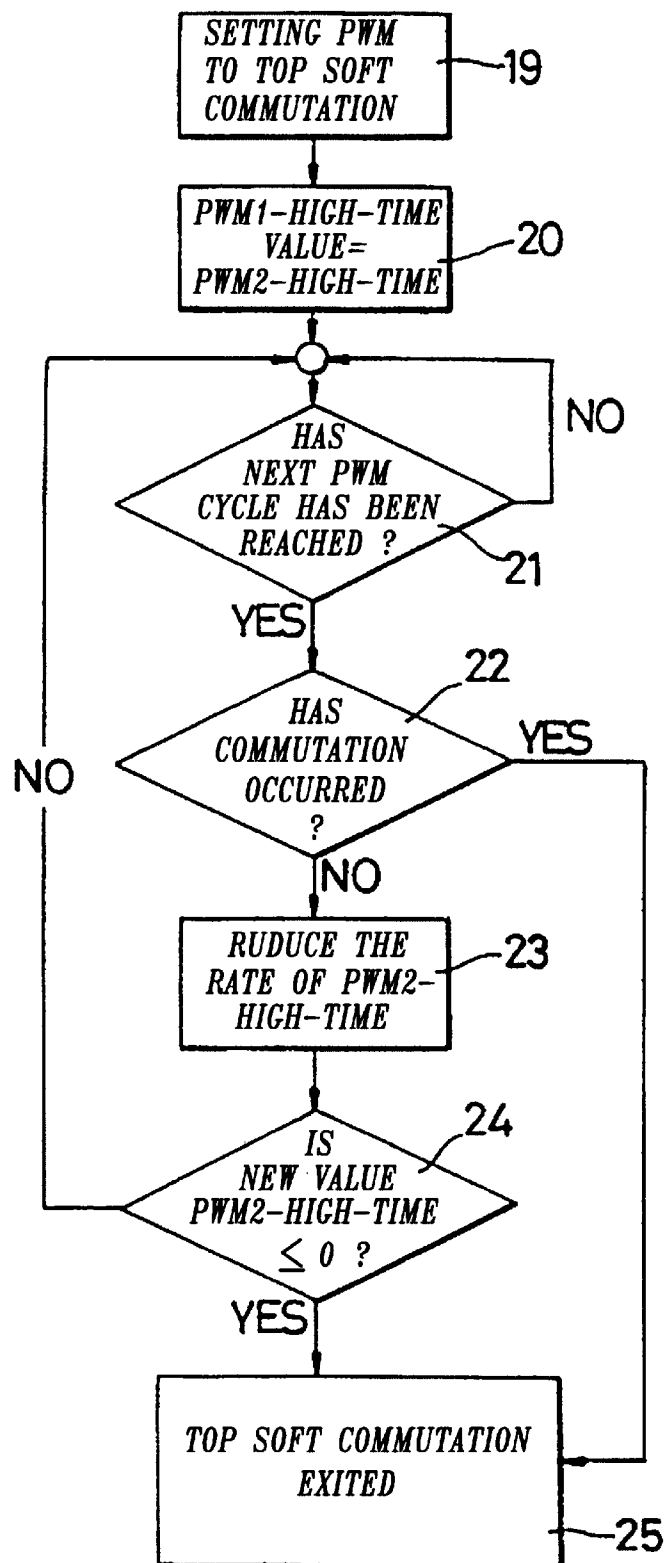 SETTING PWM
TO TOP SOFT
COMMUTATION
19
PWM1-HIGH-TIME
VALUE=
PWM2-HIGH-TIME
20
NO
HAS
NEXT PWM
CYCLE HAS BEEN
REACHED ?
21
YES
22
HAS
COMMUTATION
OCCURRED
?
YES
NO
NO
RUDUCE THE
RATE OF PWM2-
HIGH-TIME
23
24
IS
NEW VALUE
PWM2-HIGH-TIME
≤ 0 ?
YES
TOP SOFT COMMUTATION
EXITED
25